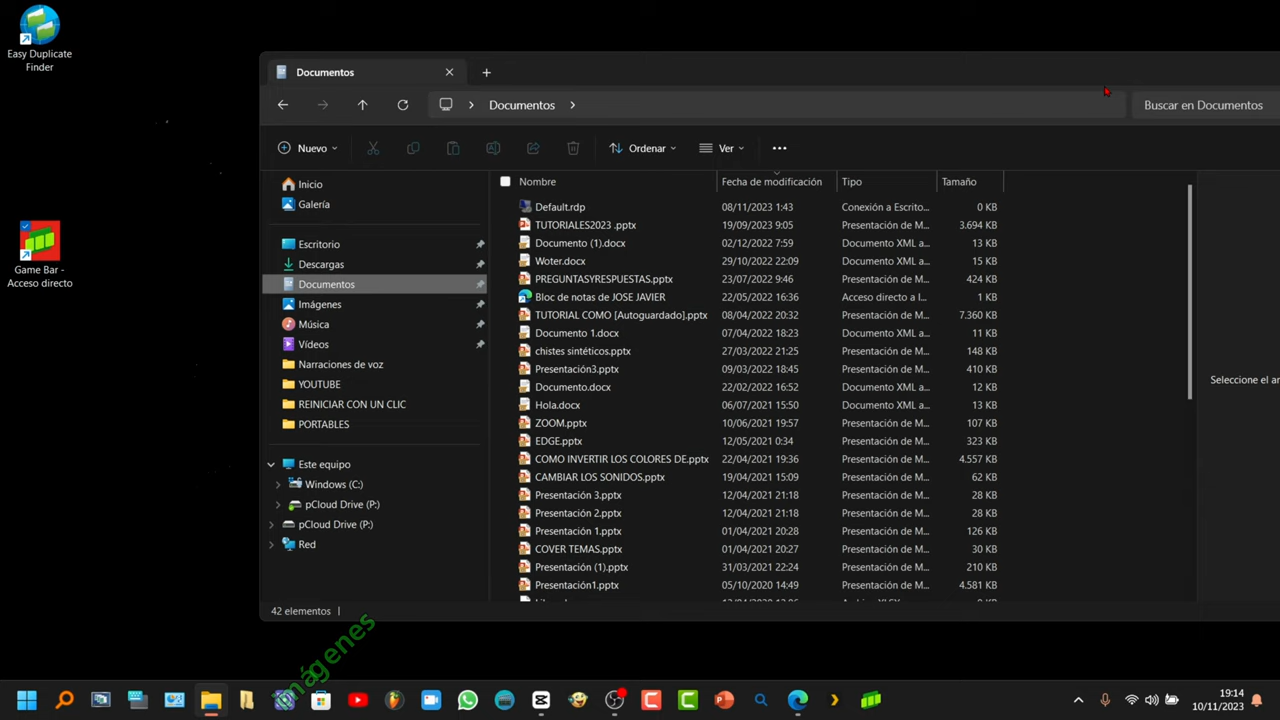 Easy Duplicate
Finder
Game Bar -
Acceso directo
Documentos
Documentos
Buscar en Documentos
Nuevo
Ordenar
Ver
Inicio
Galería
Escritorio
Descargas
Documentos
Imágenes
Música
Vídeos
Narraciones de voz
YOUTUBE
REINICIAR CON UN CLIC
PORTABLES
Este equipo
Windows (C:)
pCloud Drive (P:)
pCloud Drive (P:)
Red
Nombre Fecha de modificación Tipo Tamaño
Default.rdp 08/11/2023 1:43 Conexión a Escrito... 0 KB
TUTORIALES2023 .pptx 19/09/2023 9:05 Presentación de M... 3.694 KB
Documento (1).docx 02/12/2022 7:59 Documento XML a... 13 KB
Woter.docx 29/10/2022 22:09 Documento XML a... 15 KB
PREGUNTASYRESPUESTAS.pptx 23/07/2022 9:46 Presentación de M... 424 KB
Bloc de notas de JOSE JAVIER 22/05/2022 16:36 Acceso directo a I... 1 KB
TUTORIAL COMO [Autoguardado].pptx 08/04/2022 20:32 Presentación de M... 7.360 KB
Documento 1.docx 07/04/2022 18:23 Documento XML a... 11 KB
chistes sintéticos.pptx 27/03/2022 21:25 Presentación de M... 148 KB
Presentación3.pptx 09/03/2022 18:45 Presentación de M... 410 KB
Documento.docx 22/02/2022 16:52 Documento XML a... 12 KB
Hola.docx 06/07/2021 15:50 Documento XML a... 13 KB
ZOOM.pptx 10/06/2021 19:57 Presentación de M... 107 KB
EDGE.pptx 12/05/2021 0:34 Presentación de M... 323 KB
COMO INVERTIR LOS COLORES DE.pptx 22/04/2021 19:36 Presentación de M... 4.557 KB
CAMBIAR LOS SONIDOS.pptx 19/04/2021 15:09 Presentación de M... 62 KB
Presentación 3.pptx 12/04/2021 21:18 Presentación de M... 28 KB
Presentación 2.pptx 12/04/2021 21:18 Presentación de M... 28 KB
Presentación 1.pptx 01/04/2021 20:28 Presentación de M... 126 KB
COVER TEMAS.pptx 01/04/2021 20:27 Presentación de M... 30 KB
Presentación (1).pptx 31/03/2021 22:24 Presentación de M... 210 KB
Presentación1.pptx 05/10/2020 14:49 Presentación de M... 4.581 KB
Seleccione el ar
42 elementos
imágenes
19:14
10/11/2023